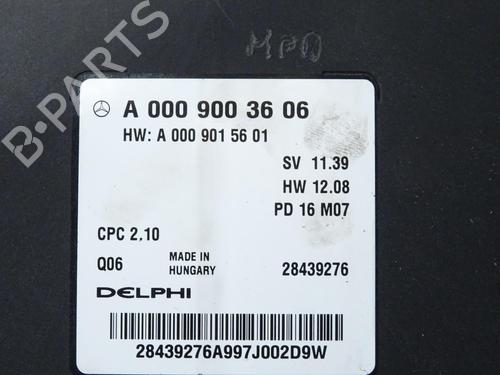 MPD
B-PARTS
A 000 900 36 06
HW: A 000 901 56 01
SV 11.39
HW 12.08
PD 16 M07
CPC 2,10
Q06
MADE IN
HUNGARY
28439276
DELPHI
28439276A997J002D9W